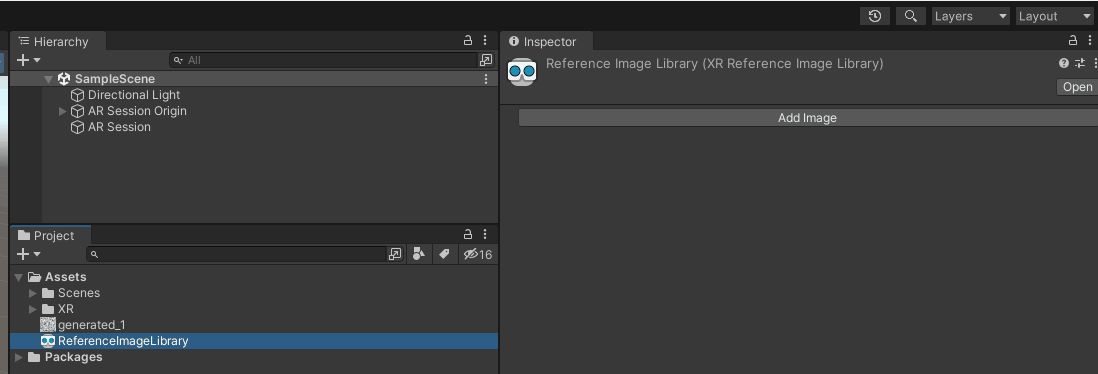 Layers
Layout
Hierarchy
All
SampleScene
Directional Light
AR Session Origin
AR Session
Project
16
Assets
Scenes
XR
generated_1
ReferenceImageLibrary
Packages
Inspector
Reference Image Library (XR Reference Image Library)
Open
Add Image